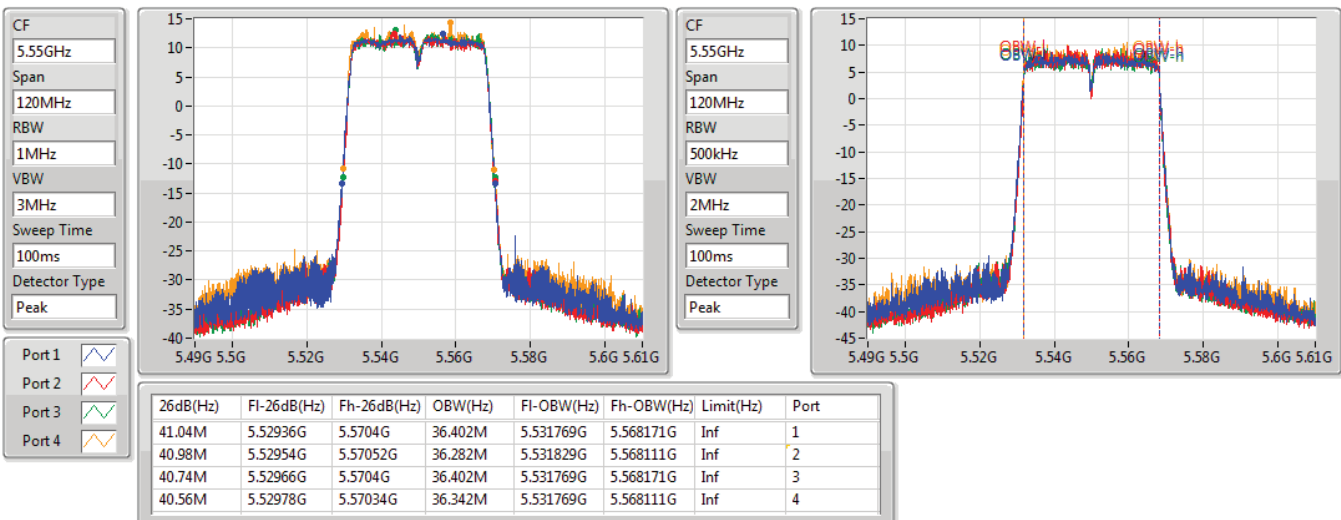 CF
5.55GHz
Span
120MHz
RBW
1MHz
VBW
3MHz
Sweep Time
100ms
Detector Type
Peak
15
10
5
0
-5
-10
-15
-20
-25
-30
-35
-40
5.49G 5.5G 5.52G 5.54G 5.56G 5.58G 5.6G 5.61G
CF
5.55GHz
Span
120MHz
RBW
500kHz
VBW
2MHz
Sweep Time
100ms
Detector Type
Peak
15
10
5
0
-5
-10
-15
-20
-25
-30
-35
-40
-45
OBW-h
5.49G 5.5G 5.52G 5.54G 5.56G 5.58G 5.6G 5.61G
Port 1
Port 2
Port 3
Port 4
26dB(Hz) Fl-26dB(Hz) Fh-26dB(Hz) OBW(Hz) Fl-OBW(Hz) Fh-OBW(Hz) Limit(Hz) Port
41.04M 5.52936G 5.5704G 36.402M 5.531769G 5.568171G Inf 1
40.98M 5.52954G 5.57052G 36.282M 5.531829G 5.568111G Inf 2
40.74M 5.52966G 5.5704G 36.402M 5.531769G 5.568171G Inf 3
40.56M 5.52978G 5.57034G 36.342M 5.531769G 5.568111G Inf 4